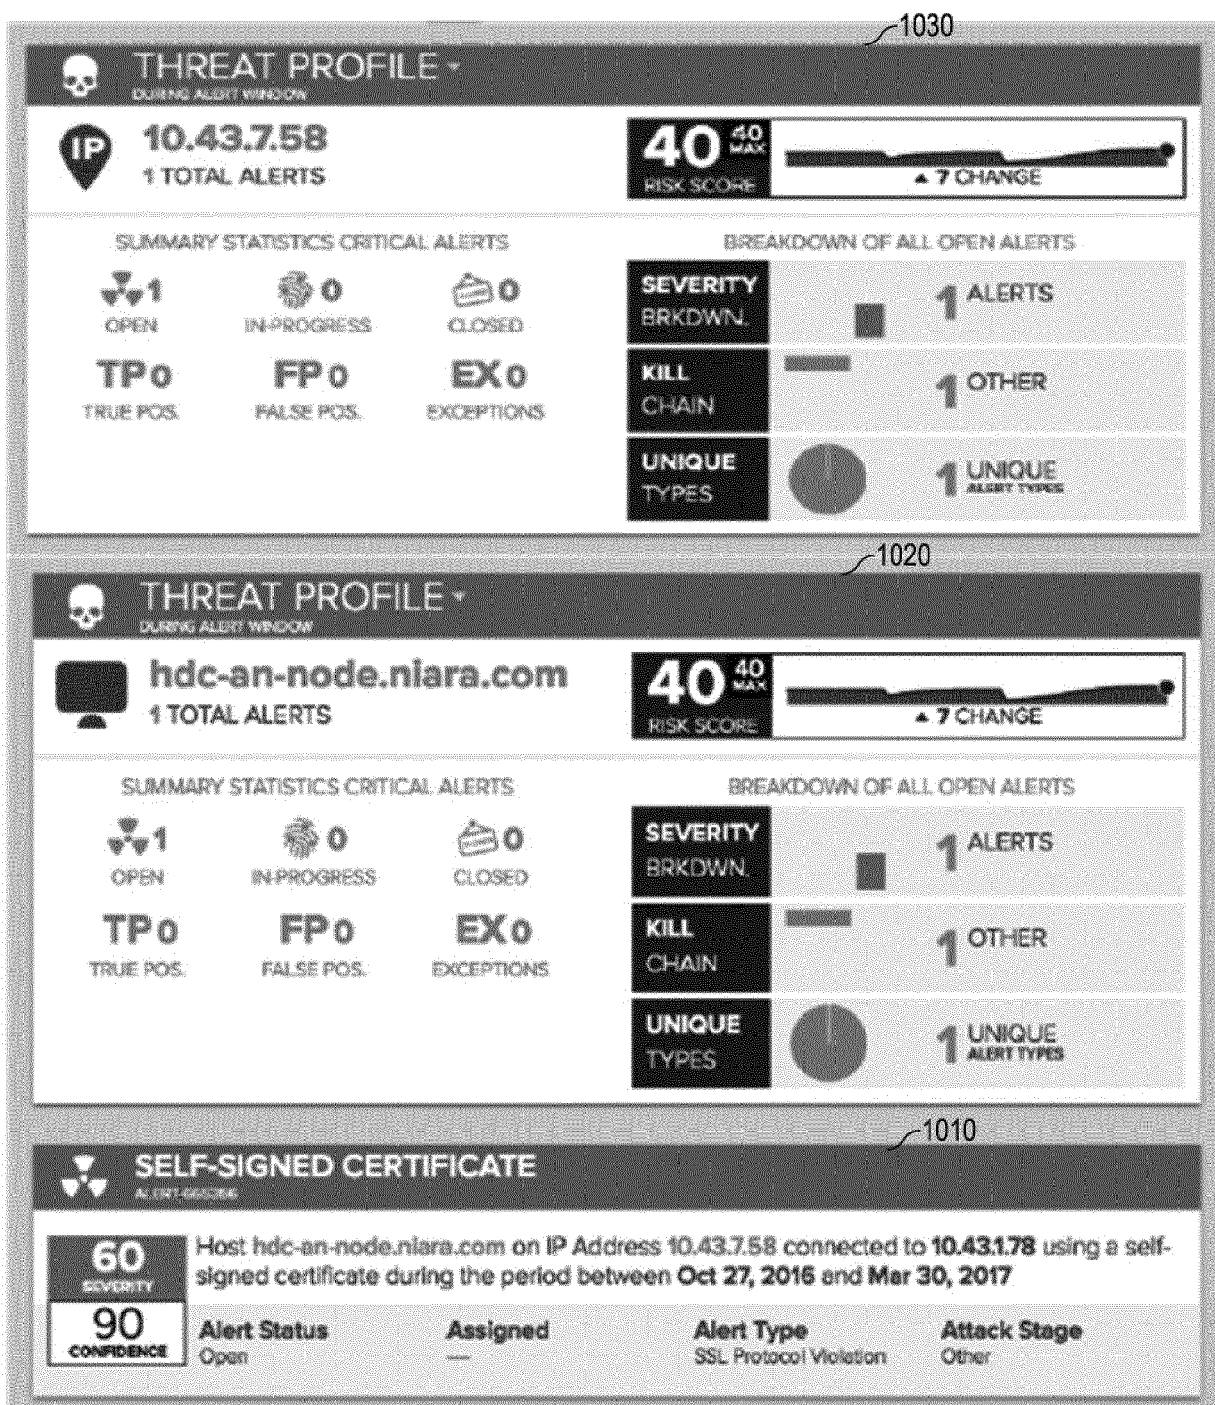 1030
THREAT PROFILE
DURING ALERT WINDOW
IP
10.43.7.58
1 TOTAL ALERTS
40 40 MAX
RISK SCORE
7 CHANGE
SUMMARY STATISTICS CRITICAL ALERTS
BREAKDOWN OF ALL OPEN ALERTS
1 0 0
OPEN IN-PROGRESS CLOSED
TP 0 FP 0 EX 0
TRUE POS. FALSE POS. EXCEPTIONS
SEVERITY
BRKDWN.
1 ALERTS
KILL
CHAIN
1 OTHER
UNIQUE
TYPES
1 UNIQUE
ALERT TYPES
1020
THREAT PROFILE
DURING ALERT WINDOW
hdc-an-node.niara.com
1 TOTAL ALERTS
40 40 MAX
RISK SCORE
7 CHANGE
SUMMARY STATISTICS CRITICAL ALERTS
BREAKDOWN OF ALL OPEN ALERTS
1 0 0
OPEN IN-PROGRESS CLOSED
TP 0 FP 0 EX 0
TRUE POS. FALSE POS. EXCEPTIONS
SEVERITY
BRKDWN.
1 ALERTS
KILL
CHAIN
1 OTHER
UNIQUE
TYPES
1 UNIQUE
ALERT TYPES
1010
SELF-SIGNED CERTIFICATE
60
SEVERITY
90
CONFIDENCE
Host hdc-an-node.niara.com on IP Address 10.43.7.58 connected to 10.43.1.78 using a self-
signed certificate during the period between Oct 27, 2016 and Mar 30, 2017
Alert Status Assigned Alert Type Attack Stage
Open — SSL Protocol Violation Other